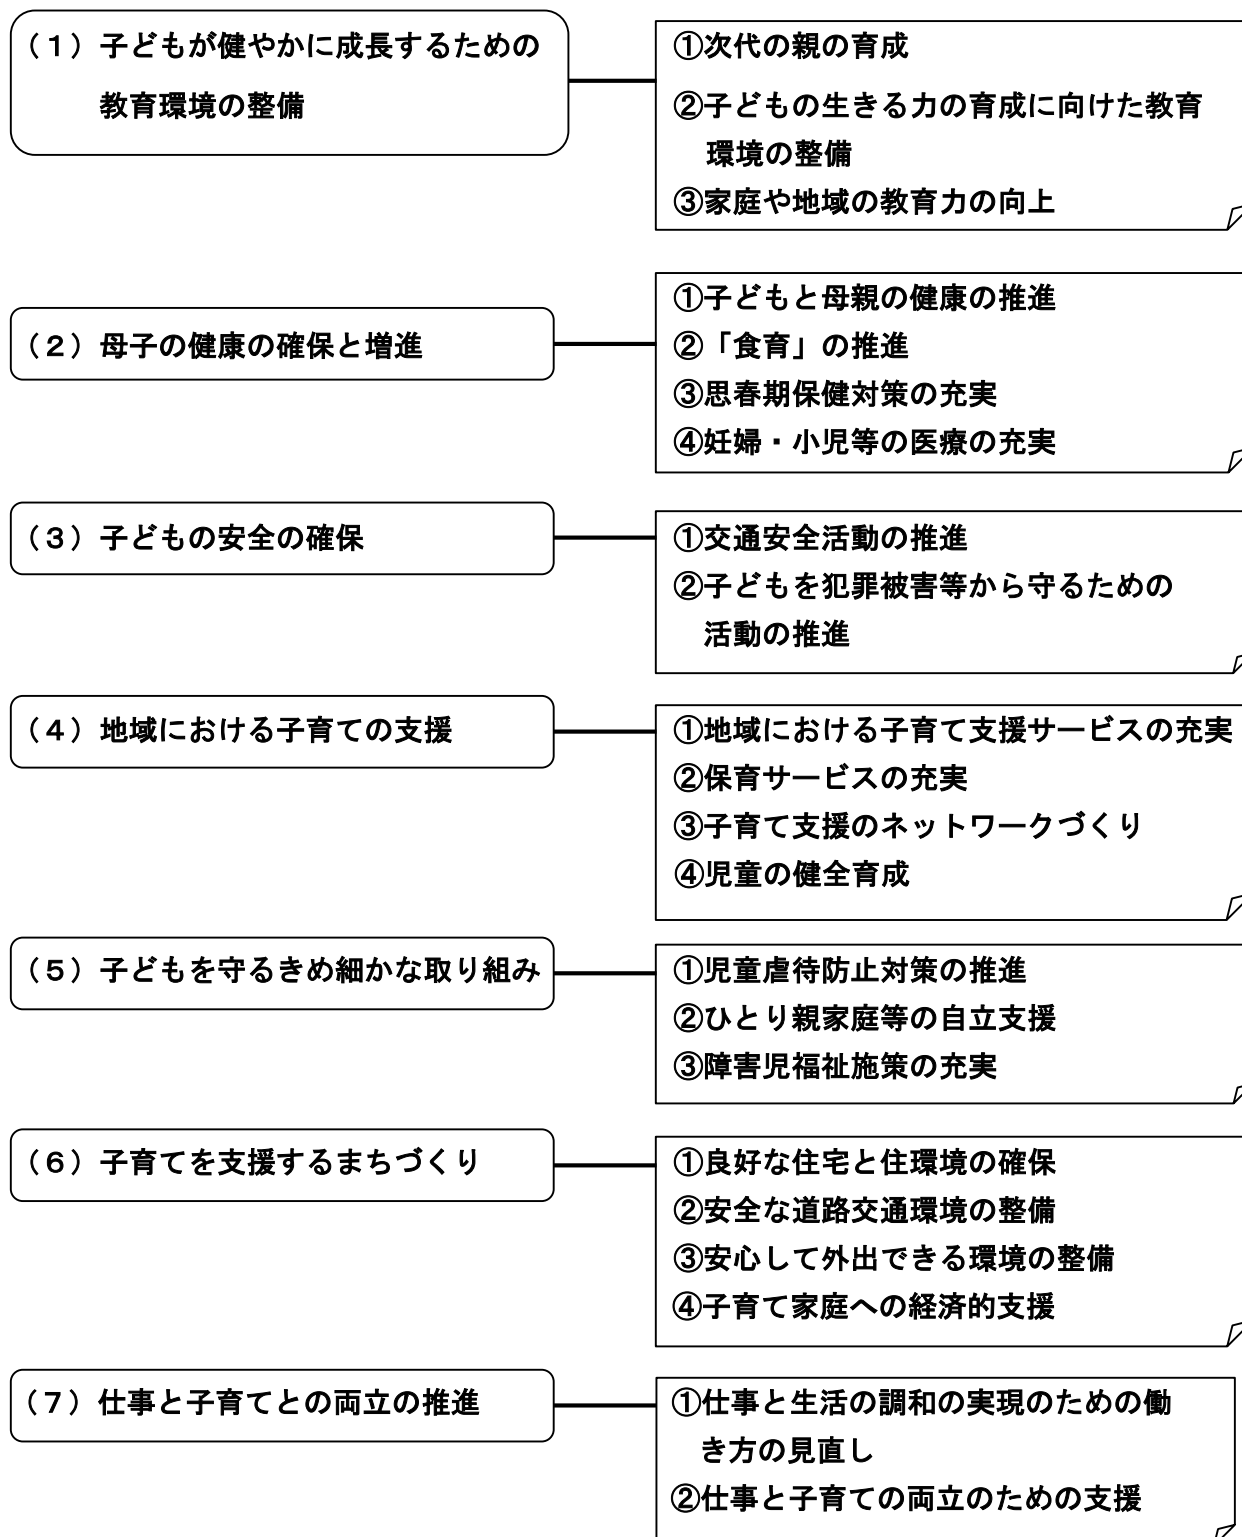 （１）子どもが健やかに成長するための
教育環境の整備
①次代の親の育成
②子どもの生きる力の育成に向けた教育
環境の整備
③家庭や地域の教育力の向上
（２）母子の健康の確保と増進
①子どもと母親の健康の推進
②「食育」の推進
③思春期保健対策の充実
④妊婦・小児等の医療の充実
（３）子どもの安全の確保
①交通安全活動の推進
②子どもを犯罪被害等から守るための
活動の推進
（４）地域における子育ての支援
①地域における子育て支援サービスの充実
②保育サービスの充実
③子育て支援のネットワークづくり
④児童の健全育成
（５）子どもを守るきめ細かな取り組み
①児童虐待防止対策の推進
②ひとり親家庭等の自立支援
③障害児福祉施策の充実
（６）子育てを支援するまちづくり
①良好な住宅と住環境の確保
②安全な道路交通環境の整備
③安心して外出できる環境の整備
④子育て家庭への経済的支援
（７）仕事と子育てとの両立の推進
①仕事と生活の調和の実現のための働
き方の見直し
②仕事と子育ての両立のための支援